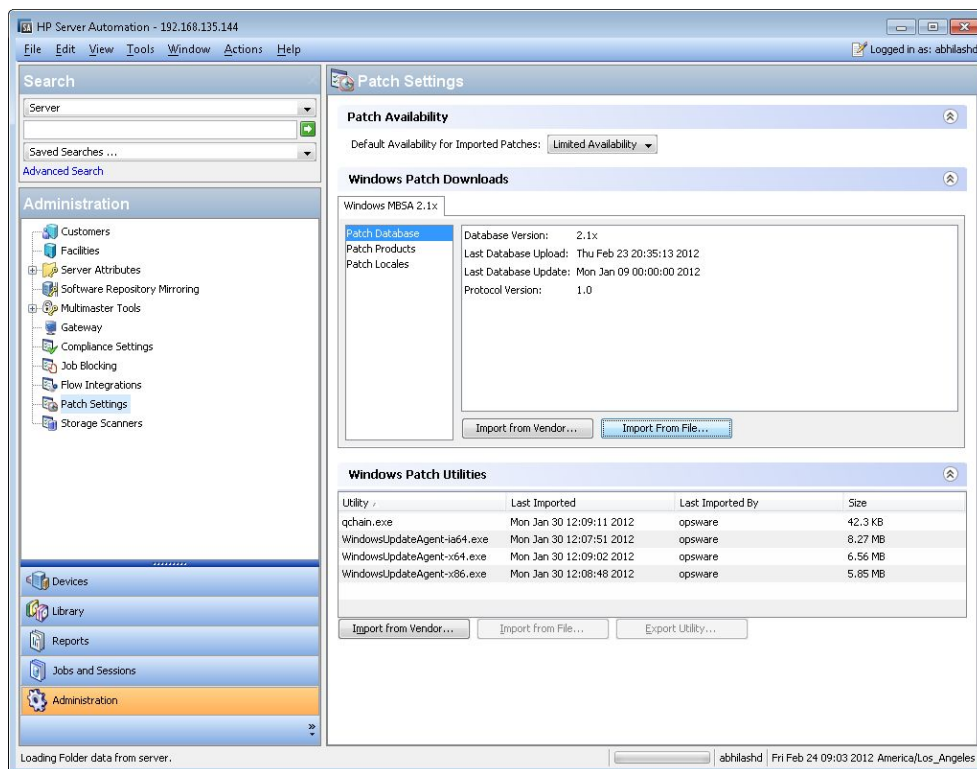 HP Server Automation - 192.168.135.144
File Edit View Tools Window Actions Help
Logged in as: abhilashd
Search
Server
Saved Searches ...
Advanced Search
Administration
Customers
Facilities
Server Attributes
Software Repository Mirroring
Multimaster Tools
Gateway
Compliance Settings
Job Blocking
Flow Integrations
Patch Settings
Storage Scanners
Devices
Library
Reports
Jobs and Sessions
Administration
Patch Settings
Patch Availability
Default Availability for Imported Patches: Limited Availability
Windows Patch Downloads
Windows MBSA 2.1x
Patch Database
Patch Products
Patch Locales
Database Version: 2.1x
Last Database Upload: Thu Feb 23 20:35:13 2012
Last Database Update: Mon Jan 09 00:00:00 2012
Protocol Version: 1.0
Import from Vendor... Import From File...
Windows Patch Utilities
Utility Last Imported Last Imported By Size
qchain.exe Mon Jan 30 12:09:11 2012 opsware 42.3 KB
WindowsUpdateAgent-ia64.exe Mon Jan 30 12:07:51 2012 opsware 8.27 MB
WindowsUpdateAgent-x64.exe Mon Jan 30 12:09:02 2012 opsware 6.56 MB
WindowsUpdateAgent-x86.exe Mon Jan 30 12:08:48 2012 opsware 5.85 MB
Import from Vendor... Import from File... Export Utility...
Loading Folder data from server.
abhilashd Fri Feb 24 09:03 2012 America/Los_Angeles